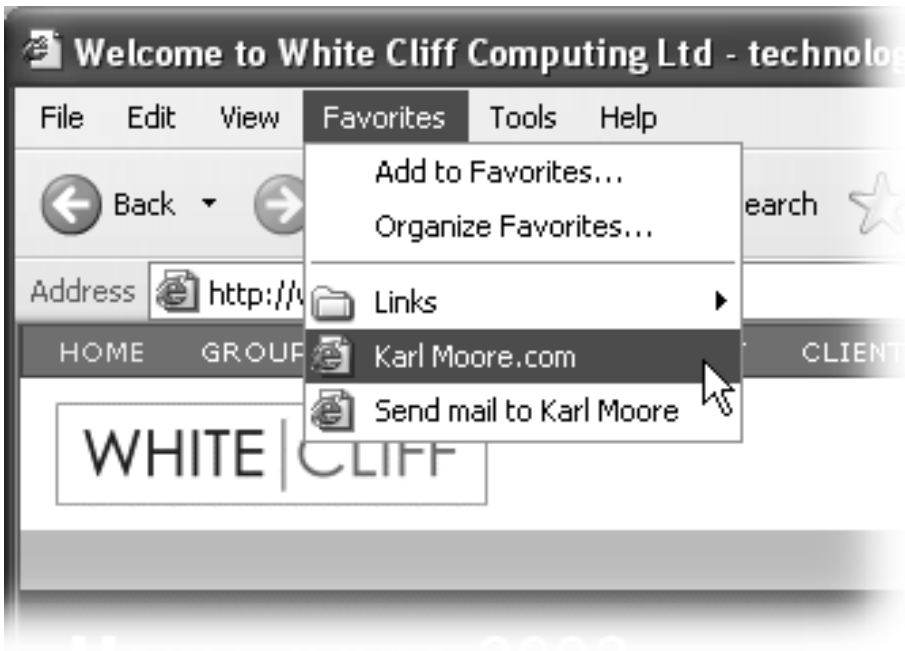 Welcome to White Cliff Computing Ltd - technolog
File Edit View Favorites Tools Help
Add to Favorites...
Back earch
Organize Favorites...
Address http://
Links
HOME GROUP Karl Moore.com CLIENT
Send mail to Karl Moore
WHITE CLIFF